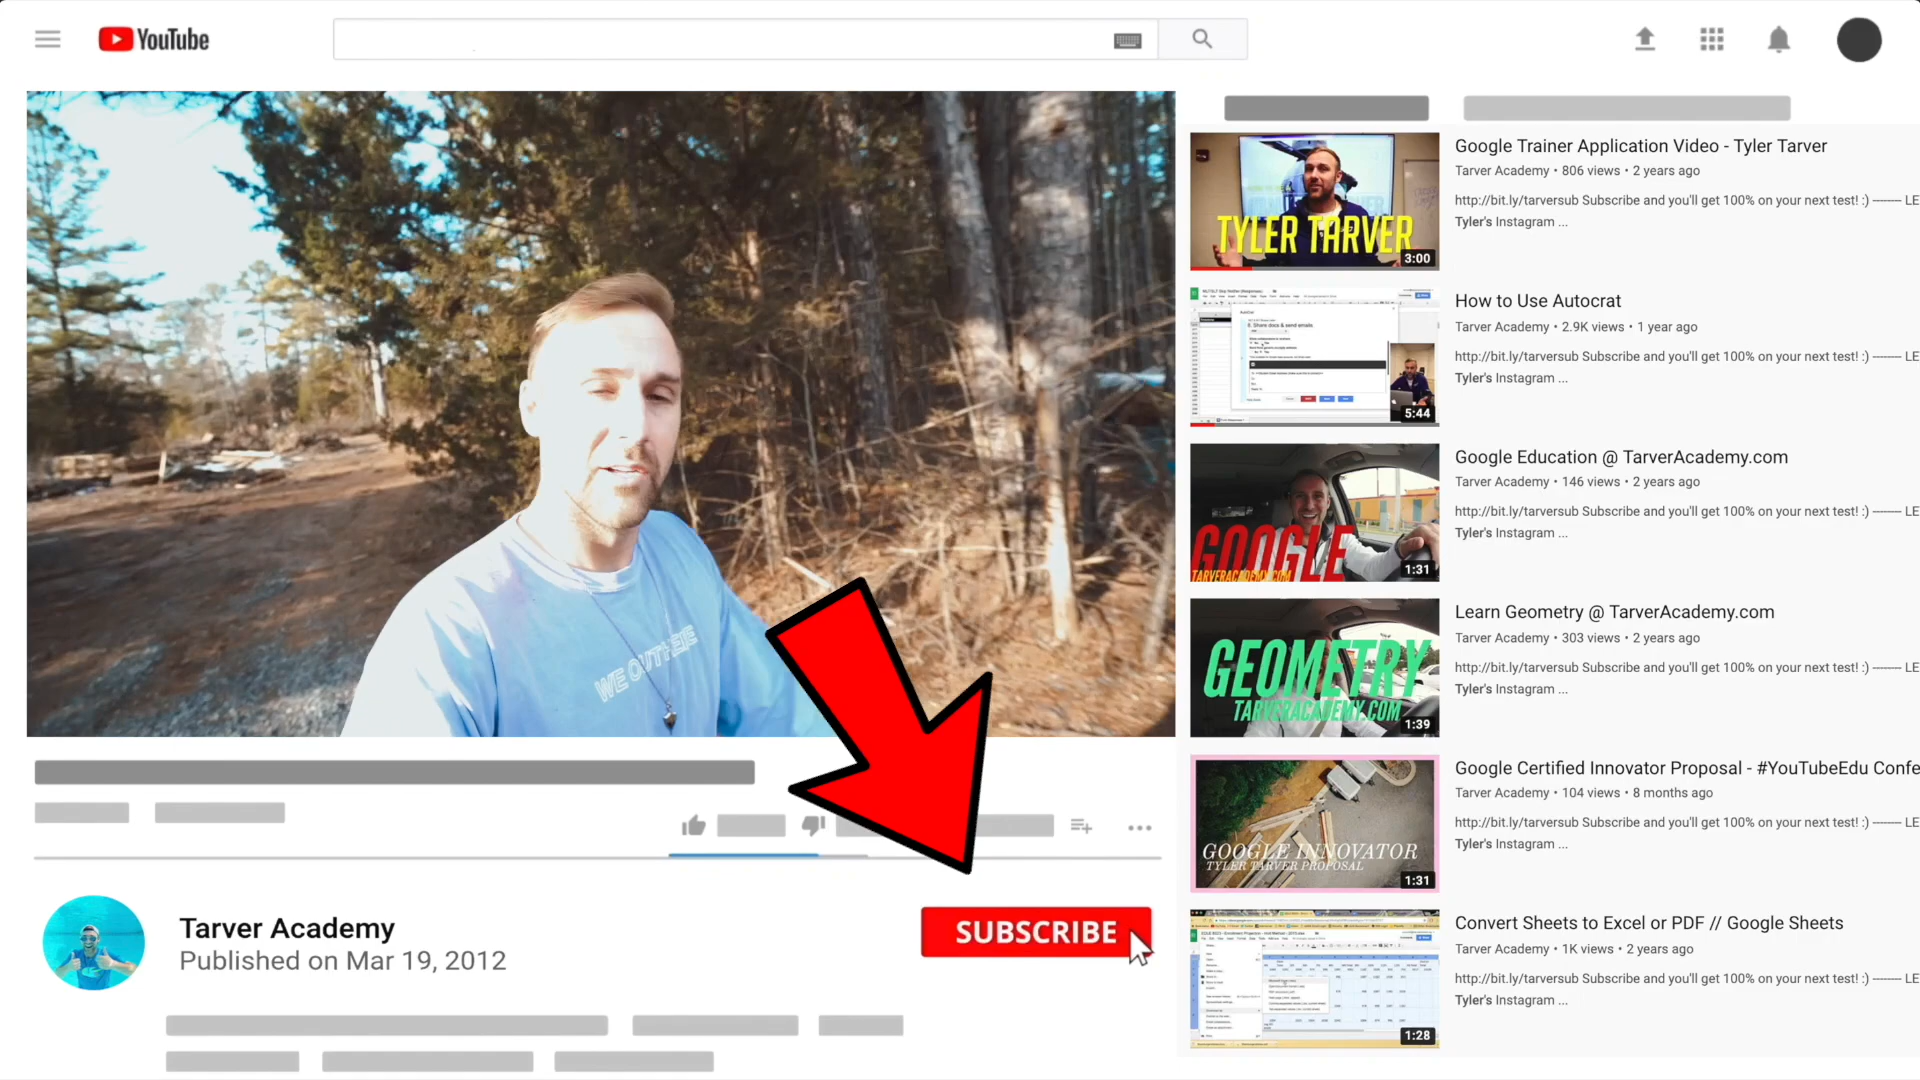 YouTube
TYLER TARVER
3:00
Google Trainer Application Video - Tyler Tarver
Tarver Academy • 806 views • 2 years ago
http://bit.ly/tarversub Subscribe and you'll get 100% on your next test! :) -------- LE
Tyler's Instagram ...
8. Share docs & send emails
5:44
How to Use Autocrat
Tarver Academy • 2.9K views • 1 year ago
http://bit.ly/tarversub Subscribe and you'll get 100% on your next test! :) -------- LE
Tyler's Instagram ...
GOOGLE
TARVERACADEMY.COM
1:31
Google Education @ TarverAcademy.com
Tarver Academy • 146 views • 2 years ago
http://bit.ly/tarversub Subscribe and you'll get 100% on your next test! :) -------- LE
Tyler's Instagram ...
WE OUTHERE
GEOMETRY
TARVERACADEMY.COM
1:39
Learn Geometry @ TarverAcademy.com
Tarver Academy • 303 views • 2 years ago
http://bit.ly/tarversub Subscribe and you'll get 100% on your next test! :) -------- LE
Tyler's Instagram ...
GOOGLE INNOVATOR
TYLER TARVER PROPOSAL
1:31
Google Certified Innovator Proposal - #YouTubeEdu Confe
Tarver Academy • 104 views • 8 months ago
http://bit.ly/tarversub Subscribe and you'll get 100% on your next test! :) -------- LE
Tyler's Instagram ...
Tarver Academy
Published on Mar 19, 2012
SUBSCRIBE
1:28
Convert Sheets to Excel or PDF // Google Sheets
Tarver Academy • 1K views • 2 years ago
http://bit.ly/tarversub Subscribe and you'll get 100% on your next test! :) -------- LE
Tyler's Instagram ...